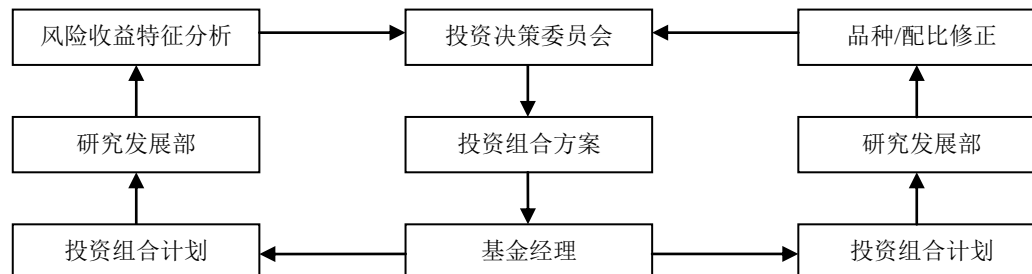 风险收益特征分析
投资决策委员会
品种/配比修正
研究发展部
投资组合方案
研究发展部
投资组合计划
基金经理
投资组合计划